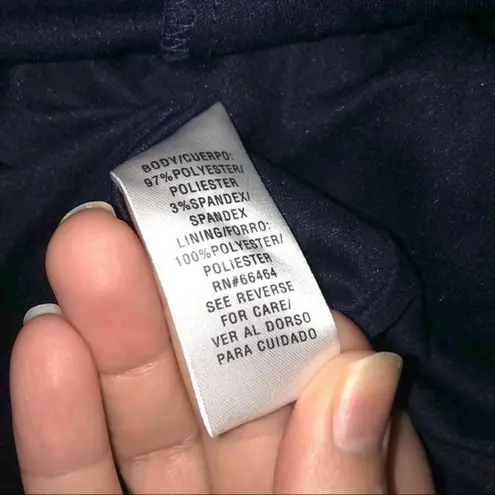 BODY/CUERPO:
97%POLYESTER/
POLIESTER
3%SPANDEX/
SPANDEX
LINING/FORRO:
100%POLYESTER/
POLIESTER
RN#66464
SEE REVERSE
FOR CARE/
VER AL DORSO
PARA CUIDADO